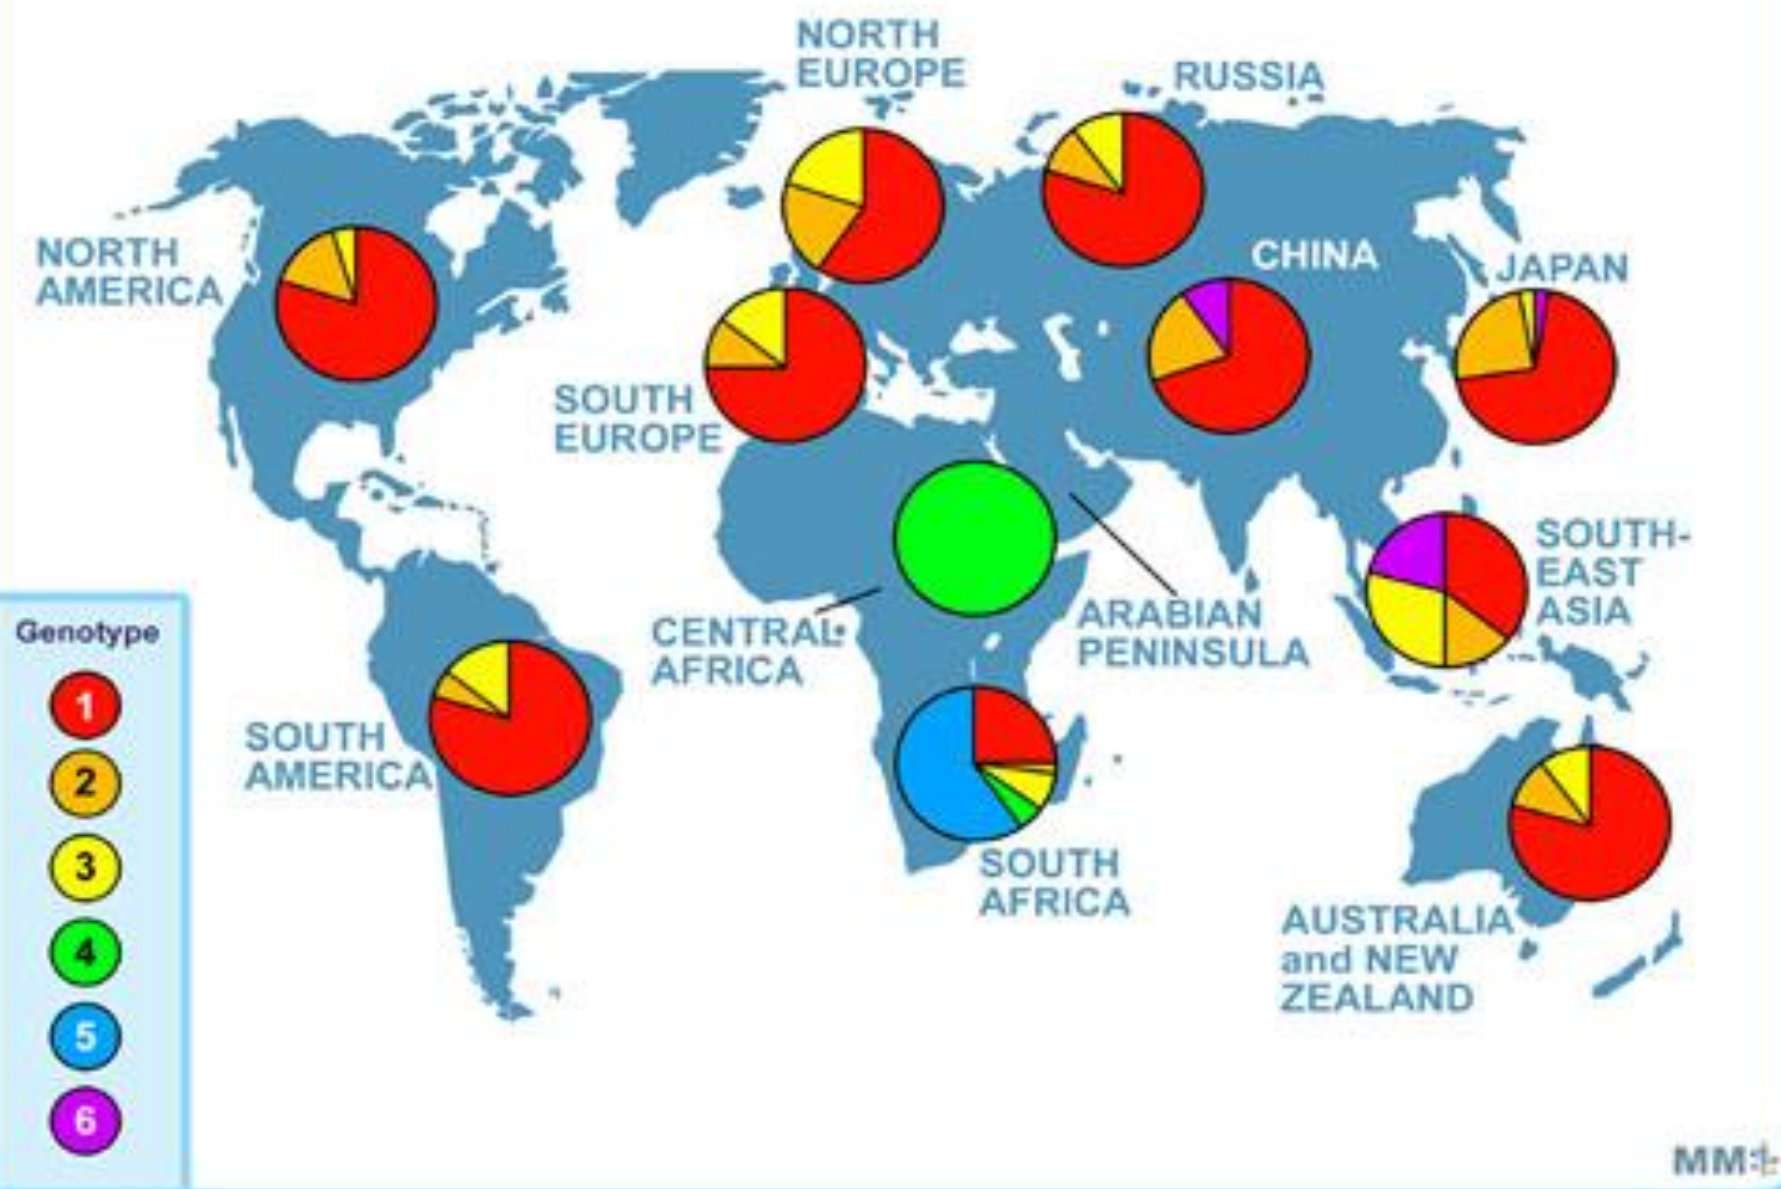 NORTH
EUROPE
RUSSIA
NORTH
AMERICA
CHINA
JAPAN
SOUTH
EUROPE
SOUTH-
EAST
ASIA
CENTRAL
AFRICA
ARABIAN
PENINSULA
SOUTH
AMERICA
SOUTH
AFRICA
AUSTRALIA
and NEW
ZEALAND
Genotype
1
2
3
4
5
6